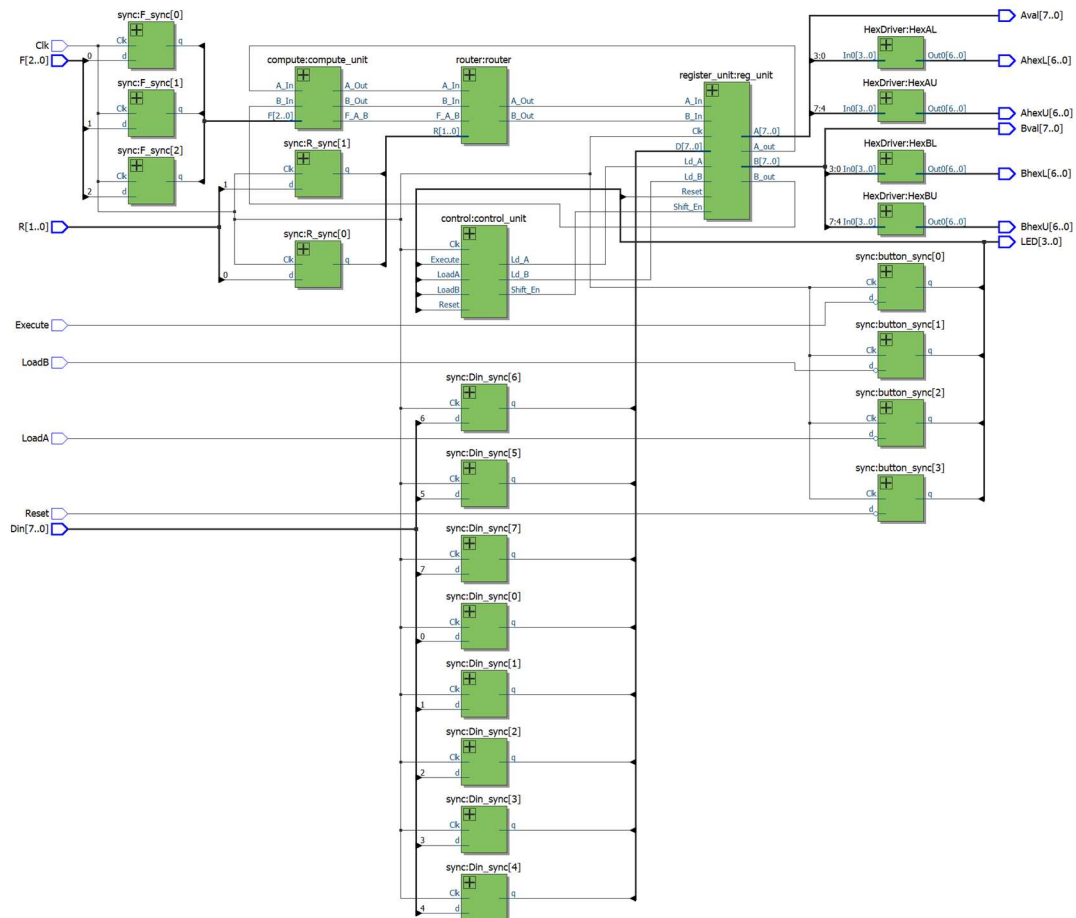 sync:F_sync[0]
Clk
F[2..0]
0
Clk
d
q
sync:F_sync[1]
1
Clk
d
q
sync:F_sync[2]
2
Clk
d
q
compute:compute_unit
A_In
B_In
F[2..0]
A_Out
B_Out
F_A_B
router:router
A_In
B_In
F_A_B
R[1..0]
A_Out
B_Out
register_unit:reg_unit
A_In
B_In
Clk
D[7..0]
Ld_A
Ld_B
Reset
Shift_En
A[7..0]
A_out
B[7..0]
B_out
Aval[7..0]
HexDriver:HexAL
3:0
In0[3..0]
Out0[6..0]
AhexL[6..0]
HexDriver:HexAU
7:4
In0[3..0]
Out0[6..0]
AhexU[6..0]
Bval[7..0]
HexDriver:HexBL
3:0
In0[3..0]
Out0[6..0]
BhexL[6..0]
HexDriver:HexBU
7:4
In0[3..0]
Out0[6..0]
BhexU[6..0]
LED[3..0]
sync:R_sync[1]
1
Clk
d
q
R[1..0]
sync:R_sync[0]
0
Clk
d
q
control:control_unit
Clk
Execute
LoadA
LoadB
Reset
Ld_A
Ld_B
Shift_En
sync:button_sync[0]
Clk
d
q
Execute
sync:button_sync[1]
Clk
d
q
LoadB
sync:button_sync[2]
Clk
d
q
LoadA
sync:button_sync[3]
Clk
d
q
Reset
Din[7..0]
sync:Din_sync[6]
6
Clk
d
q
sync:Din_sync[5]
5
Clk
d
q
sync:Din_sync[7]
7
Clk
d
q
sync:Din_sync[0]
0
Clk
d
q
sync:Din_sync[1]
1
Clk
d
q
sync:Din_sync[2]
2
Clk
d
q
sync:Din_sync[3]
3
Clk
d
q
sync:Din_sync[4]
4
Clk
d
q